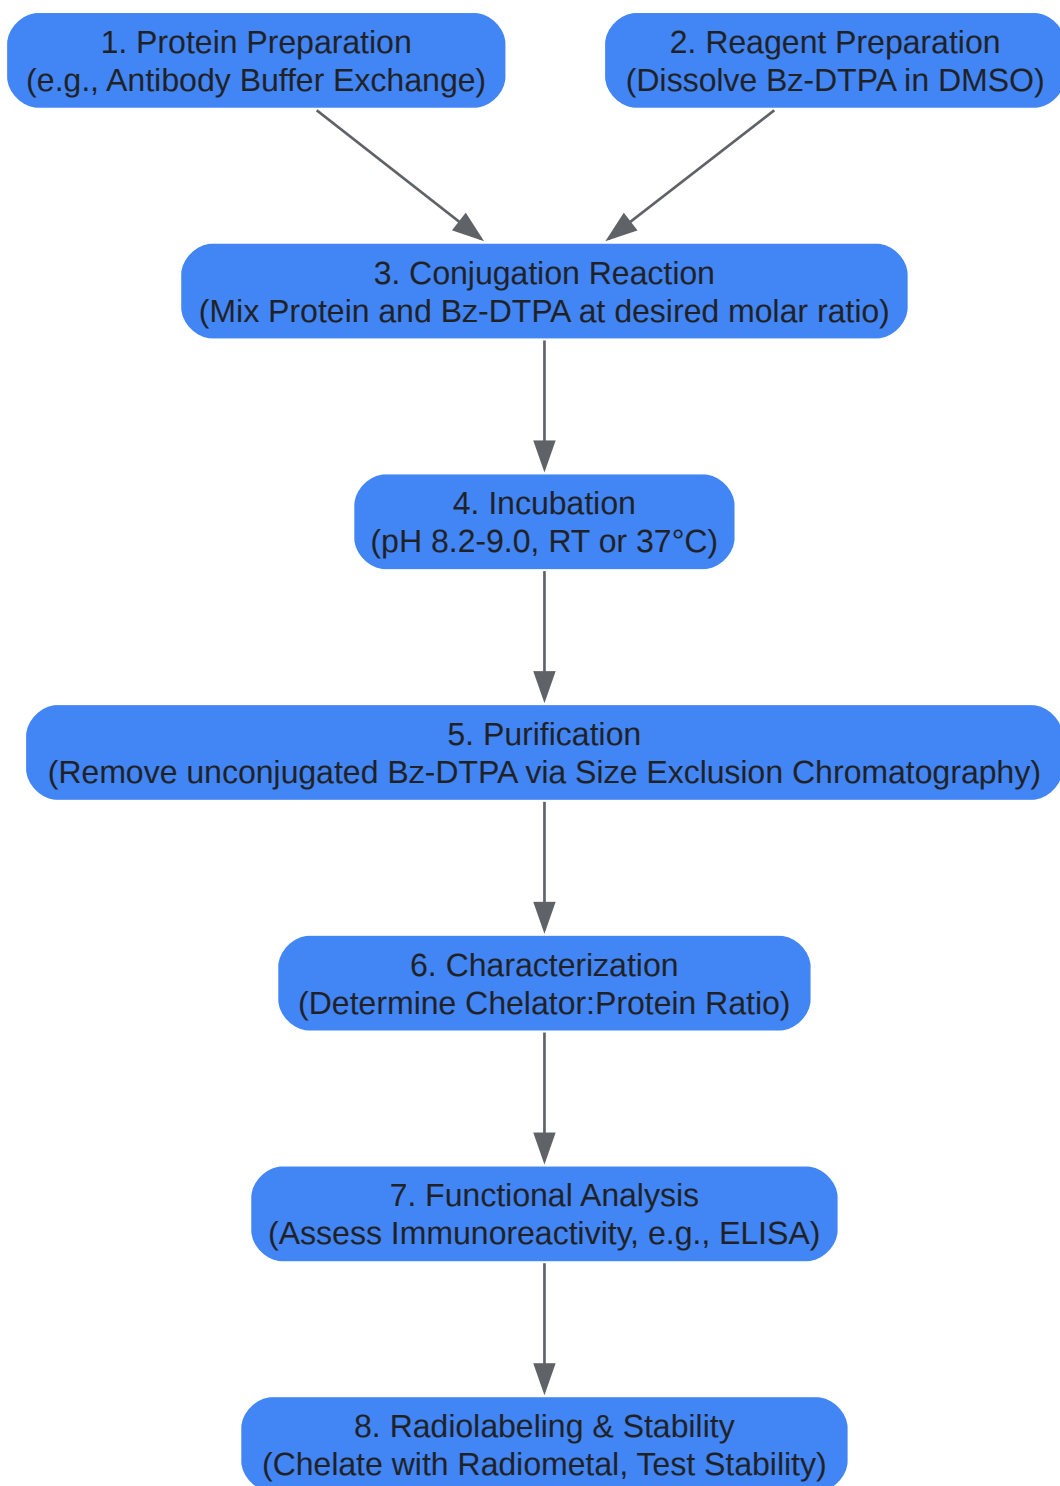 1. Protein Preparation
(e.g., Antibody Buffer Exchange)
2. Reagent Preparation
(Dissolve Bz-DTPA in DMSO)
3. Conjugation Reaction
(Mix Protein and Bz-DTPA at desired molar ratio)
4. Incubation
(pH 8.2-9.0, RT or 37°C)
5. Purification
(Remove unconjugated Bz-DTPA via Size Exclusion Chromatography)
6. Characterization
(Determine Chelator:Protein Ratio)
7. Functional Analysis
(Assess Immunoreactivity, e.g., ELISA)
8. Radiolabeling & Stability
(Chelate with Radiometal, Test Stability)